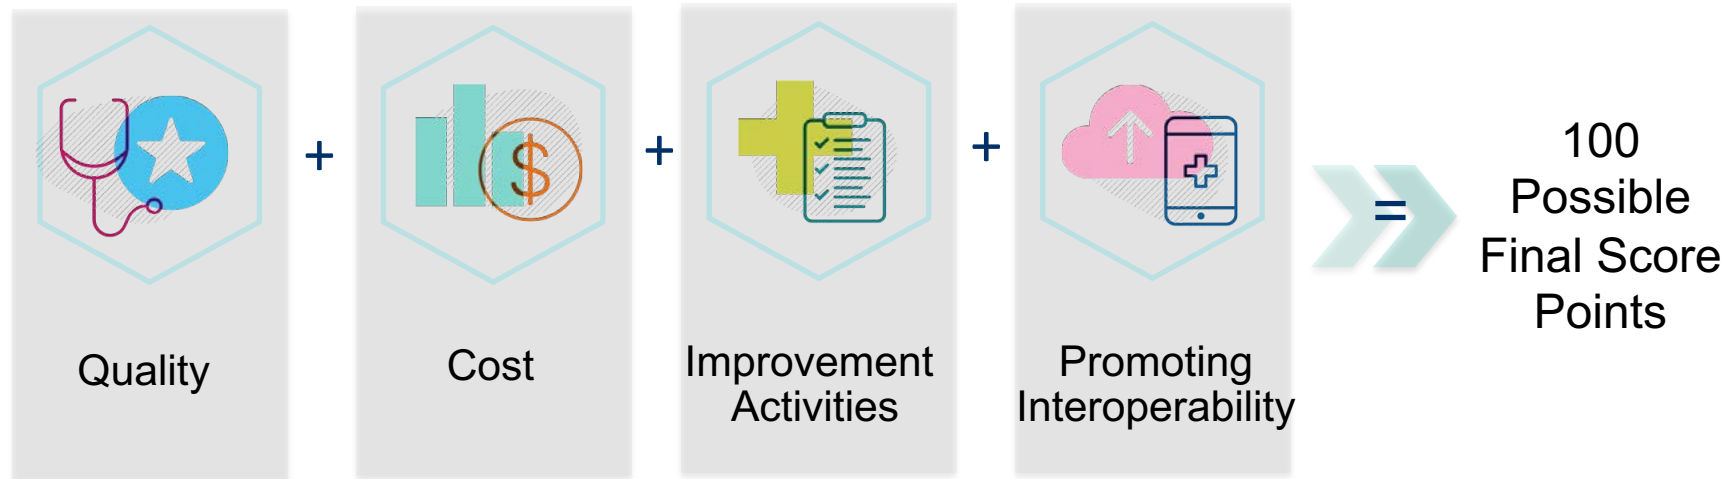 Quality
+
Cost
+
Improvement
Activities
+
Promoting
Interoperability
=
100
Possible
Final Score
Points
$